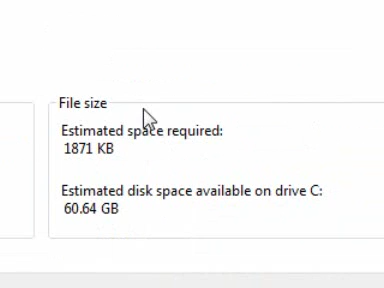 File size
Estimated space required:
1871 KB
Estimated disk space available on drive C:
60.64 GB